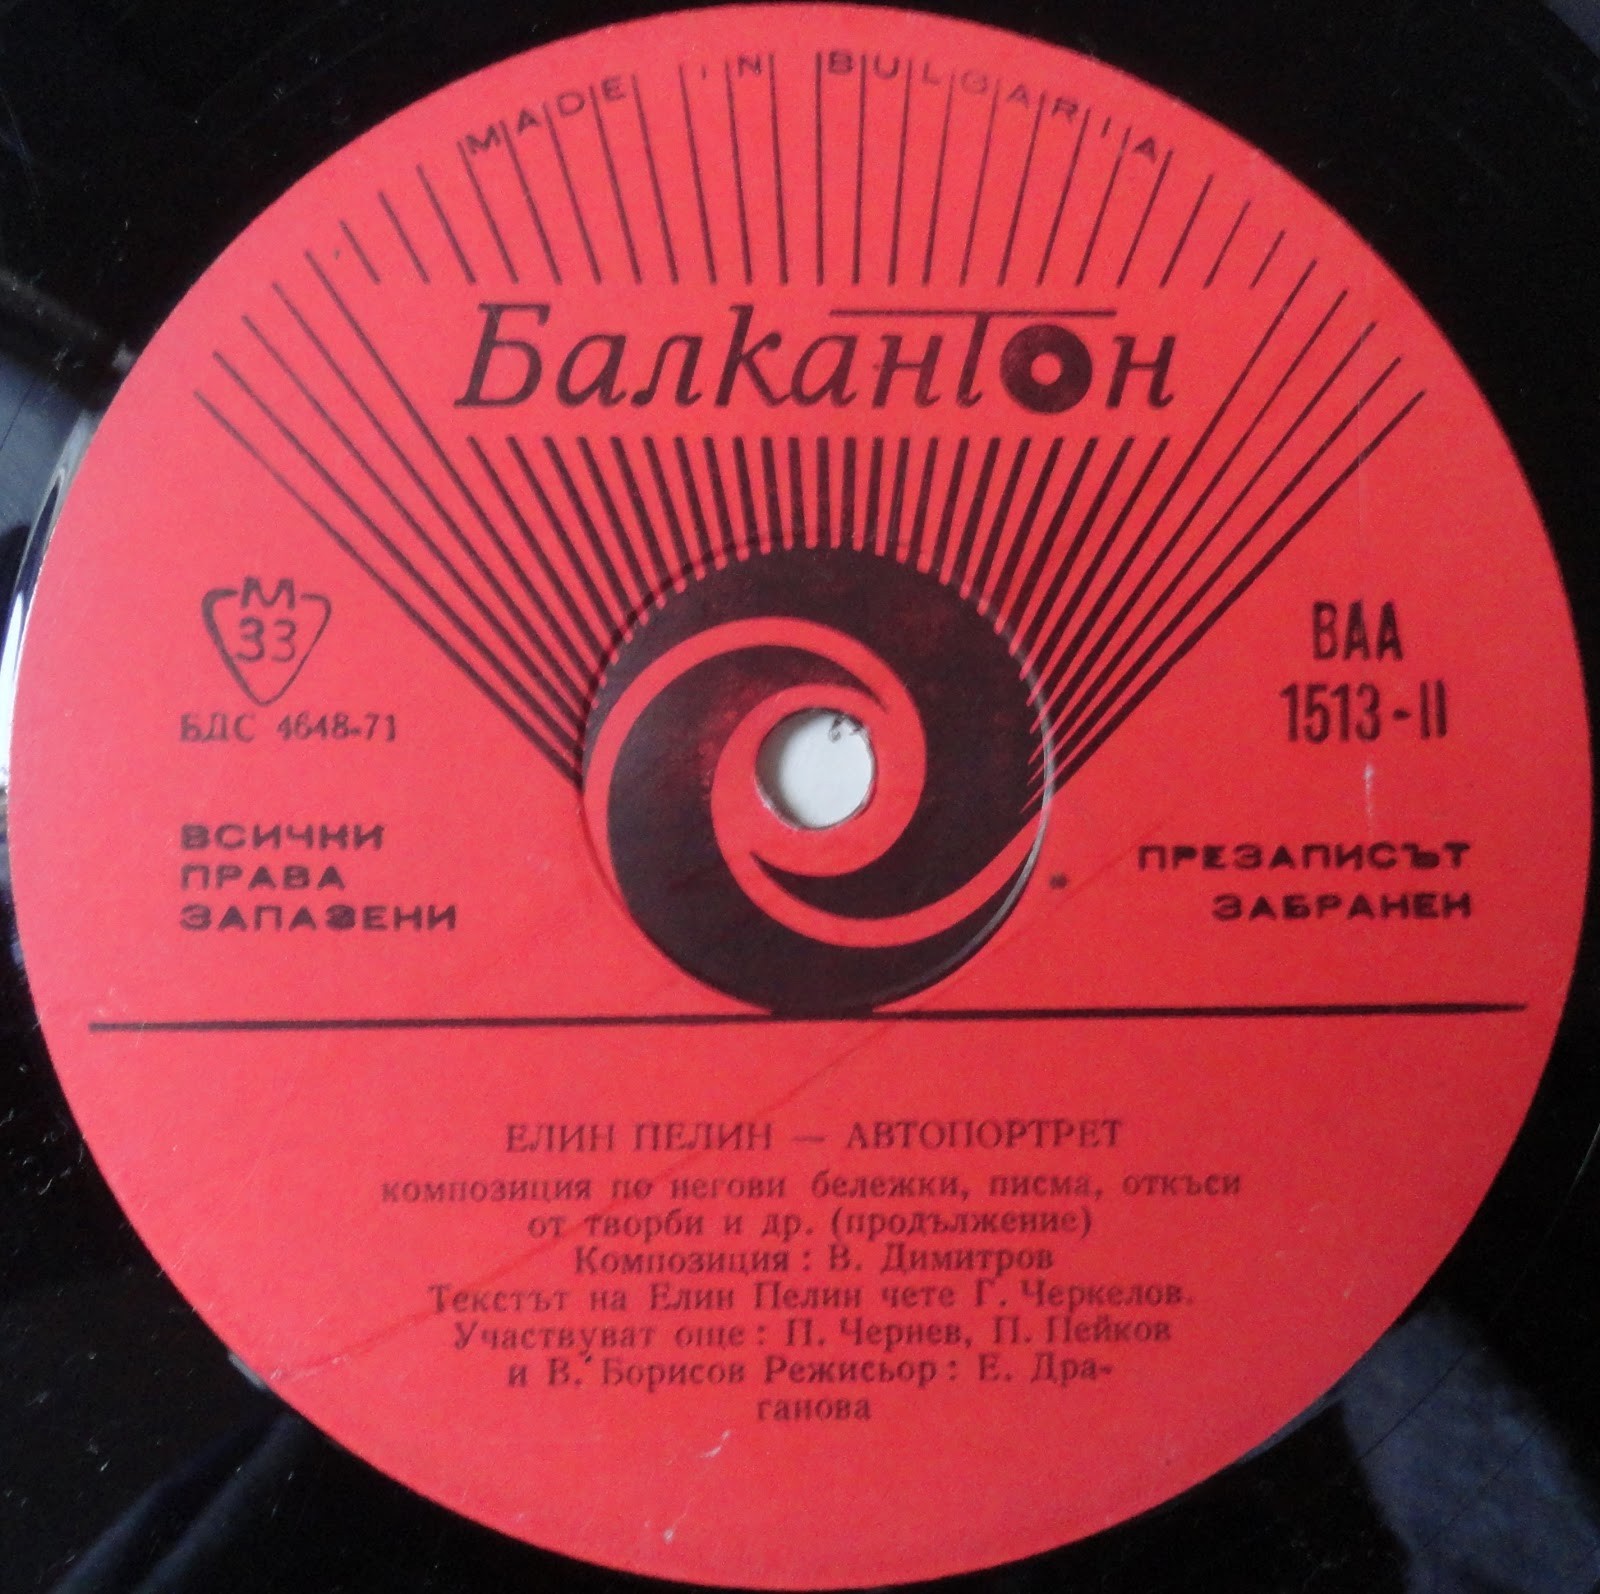 MADE IN BULGARIA
Балкантон
М
33
БДС 4648-71
ВАА
1513-II
ВСИЧКИ
ПРАВА
ЗАПАЗЕНИ
ПРЕЗАПИСЪТ
ЗАБРАНЕН
ЕЛИН ПЕЛИН — АВТОПОРТРЕТ
композиция по негови бележки, писма, откъси
от творби и др. (продължение)
Композиция : В. Димитров
Текстът на Елин Пелин чете Г. Черкелов.
Участвуват още : П. Чернев, П. Пейков
и В. Борисов Режисьор : Е. Дра-
ганова